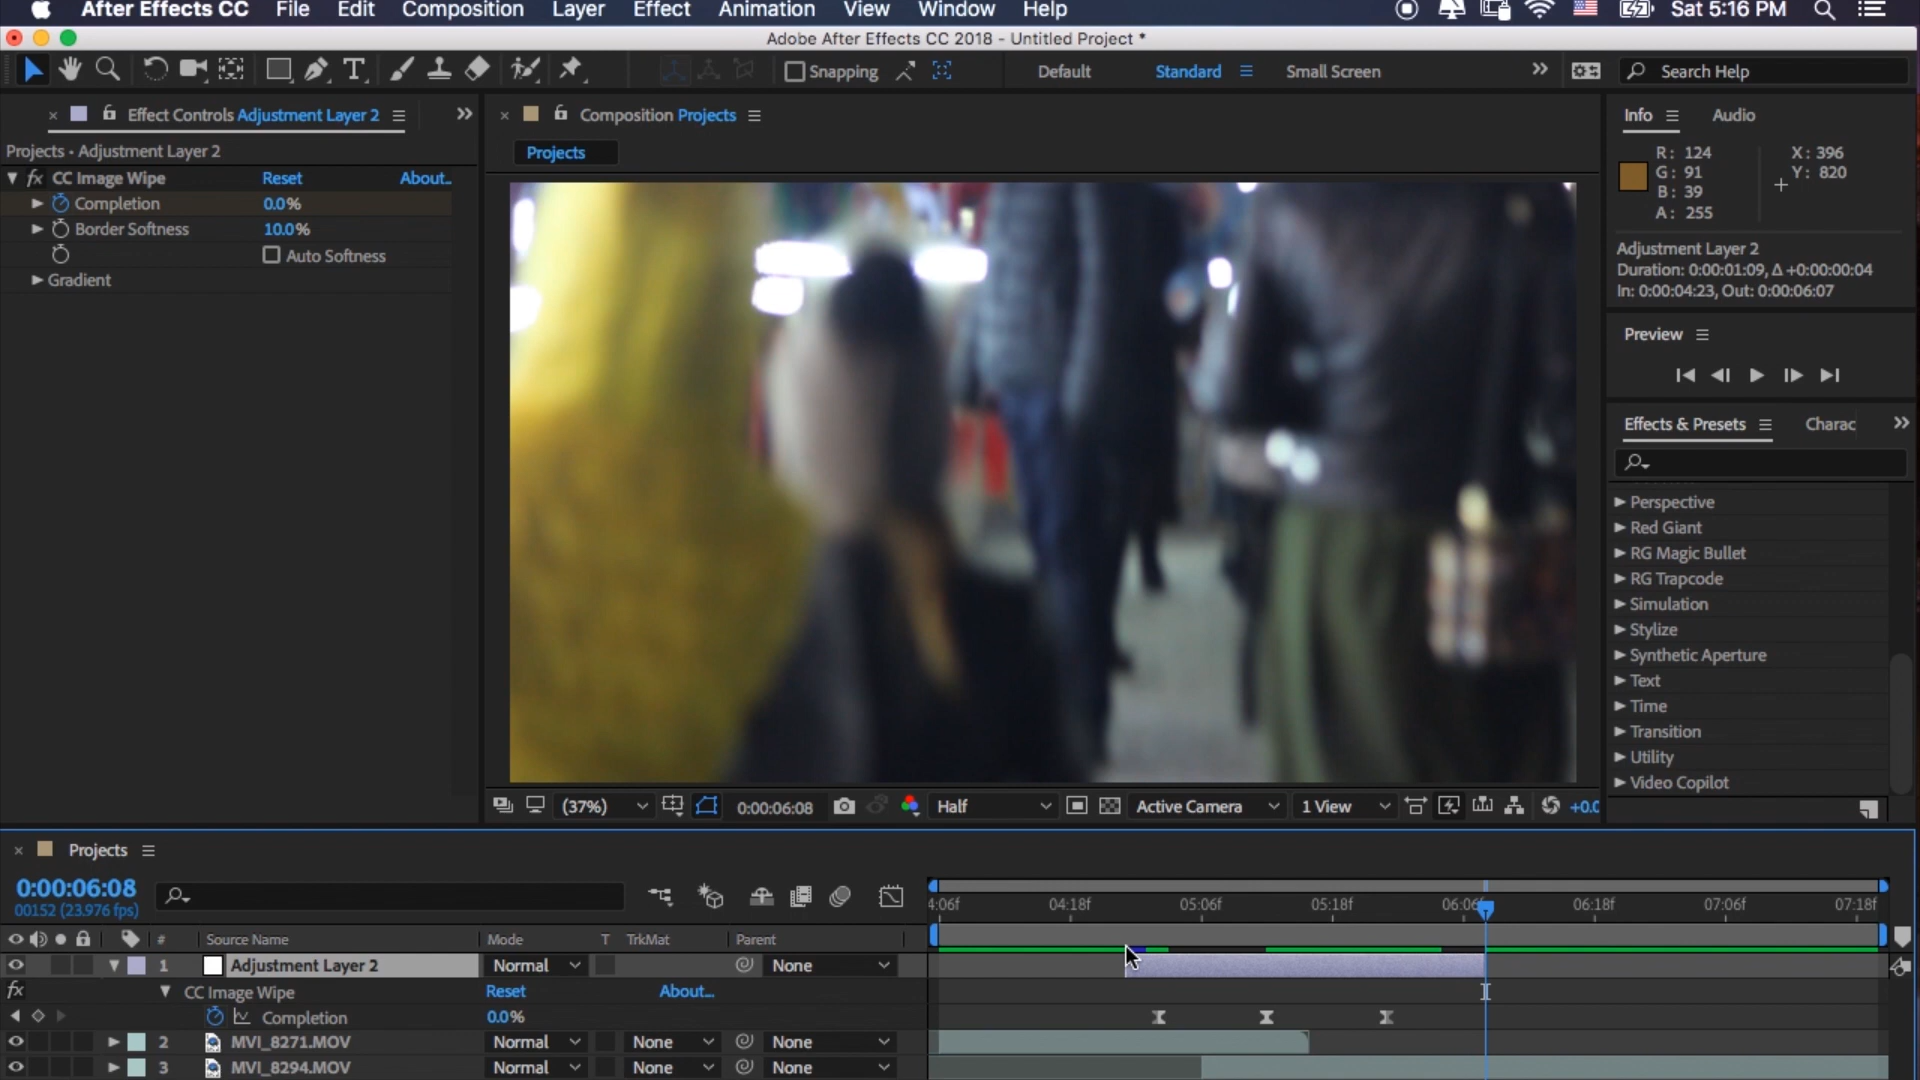 After Effects CC File Edit Composition Layer Effect Animation View Window Help Sat 5:16 PM
Adobe After Effects CC 2018 - Untitled Project *
Snapping Default Standard Small Screen Search Help
Effect Controls Adjustment Layer 2
Composition Projects
Info Audio
Projects • Adjustment Layer 2
Projects
R: 124 X: 396
G: 91 Y: 820
B: 39
A: 255
CC Image Wipe Reset About..
Completion 0.0%
Border Softness 10.0%
Auto Softness
Gradient
Adjustment Layer 2
Duration: 0:00:01:09, Δ +0:00:00:04
In: 0:00:04:23, Out: 0:00:06:07
Preview
Effects & Presets Charac
Perspective
Red Giant
RG Magic Bullet
RG Trapcode
Simulation
Stylize
Synthetic Aperture
Text
Time
Transition
Utility
Video Copilot
(37%) 0:00:06:08 Half Active Camera 1 View +0.0
Projects
0:00:06:08
00152 (23.976 fps)
4:06f 04:18f 05:06f 05:18f 06:06f 06:18f 07:06f 07:18f
# Source Name Mode T TrkMat Parent
1 Adjustment Layer 2 Normal None
fx CC Image Wipe Reset About...
Completion 0.0%
2 MVI_8271.MOV Normal None None
3 MVI_8294.MOV Normal None None